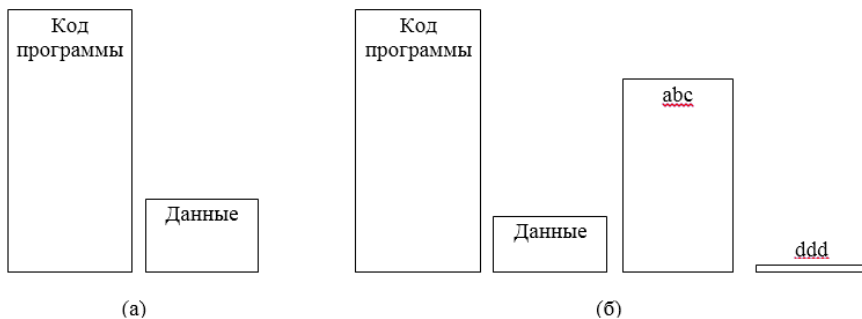 Код
программы
Данные
(а)
Код
программы
Данные
abc
ddd
(б)